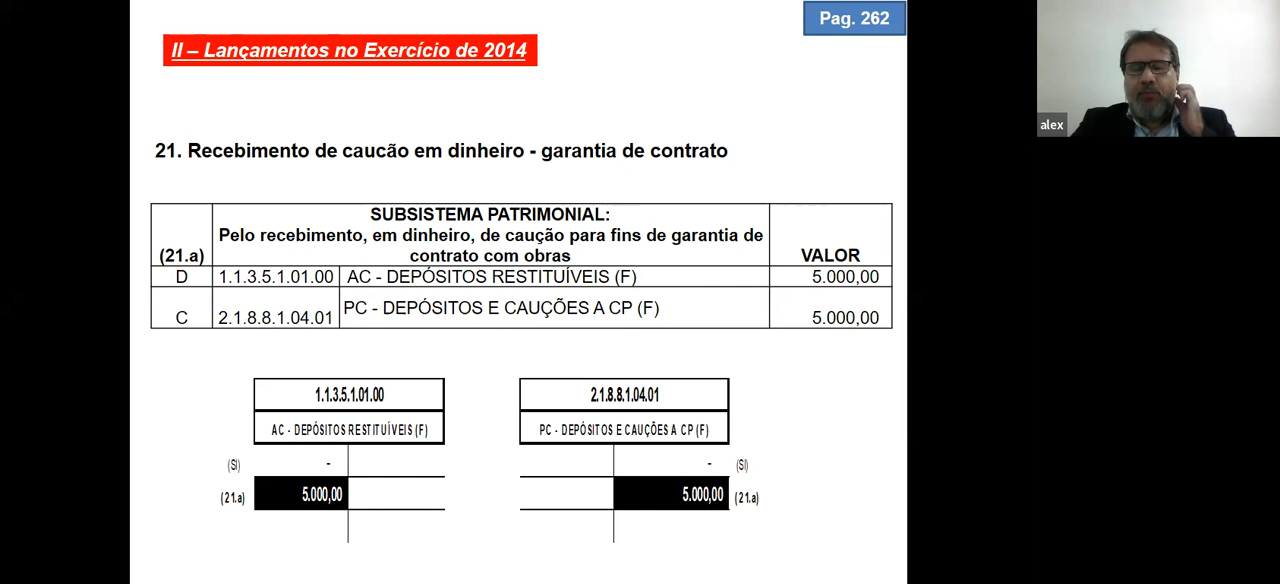 Pag. 262
II – Lançamentos no Exercício de 2014
alex
21. Recebimento de caucão em dinheiro - garantia de contrato
SUBSISTEMA PATRIMONIAL:
Pelo recebimento, em dinheiro, de caução para fins de garantia de
(21.a) contrato com obras VALOR
D 1.1.3.5.1.01.00 AC - DEPÓSITOS RESTITUÍVEIS (F) 5.000,00
PC - DEPÓSITOS E CAUÇÕES A CP (F)
C 2.1.8.8.1.04.01 5.000,00
1.1.3.5.1.01.00 2.1.8.8.1.04.01
AC - DEPÓSITOS RESTITUÍVEIS (F) PC - DEPÓSITOS E CAUÇÕES A CP (F)
(SI) - - (SI)
(21.a) 5.000,00 5.000,00 (21.a)